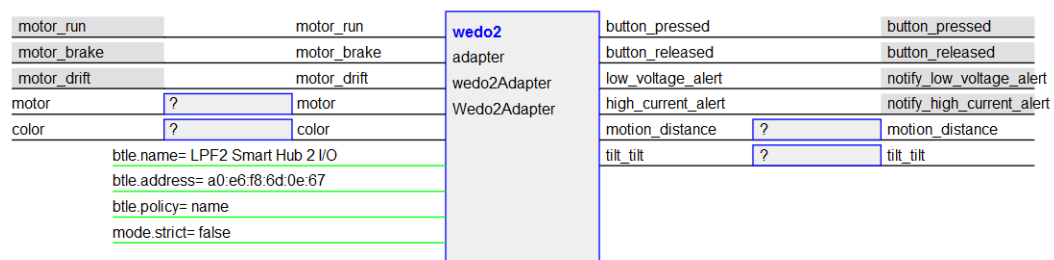 motor_run motor_run wedo2 button_pressed button_pressed
motor_brake motor_brake adapter button_released button_released
motor_drift motor_drift wedo2Adapter low_voltage_alert notify_low_voltage_alert
motor ? motor Wedo2Adapter high_current_alert notify_high_current_alert
color ? color motion_distance ? motion_distance
btle.name= LPF2 Smart Hub 2 I/O tilt_tilt ? tilt_tilt
btle.address= a0:e6:f8:6d:0e:67
btle.policy= name
mode.strict= false